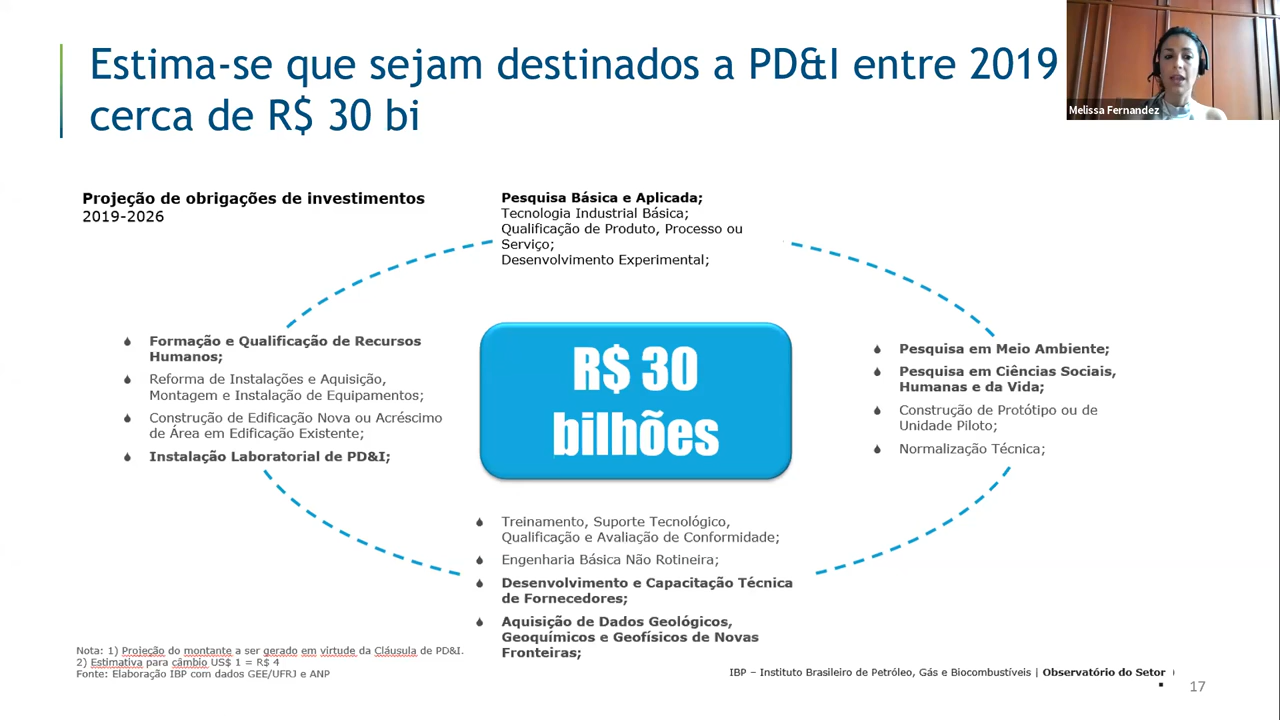 Estima-se que sejam destinados a PD&I entre 2019
cerca de R$ 30 bi
Melissa Fernandez
Projeção de obrigações de investimentos
2019-2026
Pesquisa Básica e Aplicada;
Tecnologia Industrial Básica;
Qualificação de Produto, Processo ou
Serviço;
Desenvolvimento Experimental;
Formação e Qualificação de Recursos
Humanos;
Reforma de Instalações e Aquisição,
Montagem e Instalação de Equipamentos;
Construção de Edificação Nova ou Acréscimo
de Área em Edificação Existente;
Instalação Laboratorial de PD&I;
R$ 30
bilhões
Pesquisa em Meio Ambiente;
Pesquisa em Ciências Sociais,
Humanas e da Vida;
Construção de Protótipo ou de
Unidade Piloto;
Normalização Técnica;
Treinamento, Suporte Tecnológico,
Qualificação e Avaliação de Conformidade;
Engenharia Básica Não Rotineira;
Desenvolvimento e Capacitação Técnica
de Fornecedores;
Aquisição de Dados Geológicos,
Geoquímicos e Geofísicos de Novas
Fronteiras;
Nota: 1) Projeção do montante a ser gerado em virtude da Cláusula de PD&I.
2) Estimativa para câmbio US$ 1 = R$ 4
Fonte: Elaboração IBP com dados GEE/UFRJ e ANP
IBP – Instituto Brasileiro de Petróleo, Gás e Biocombustíveis | Observatório do Setor
17